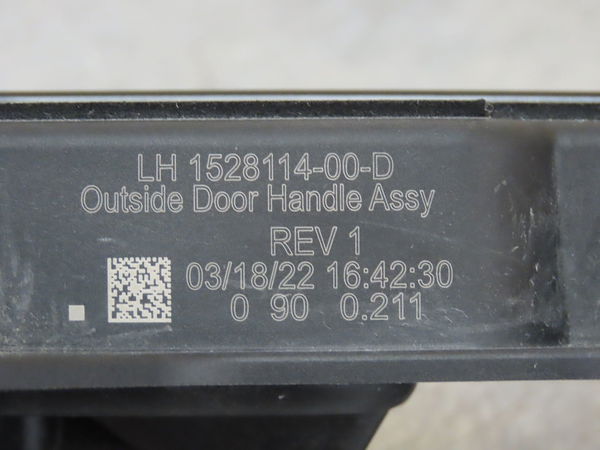 LH 1528114-00-D
Outside Door Handle Assy
REV 1
03/18/22 16:42:30
0 90 0.211